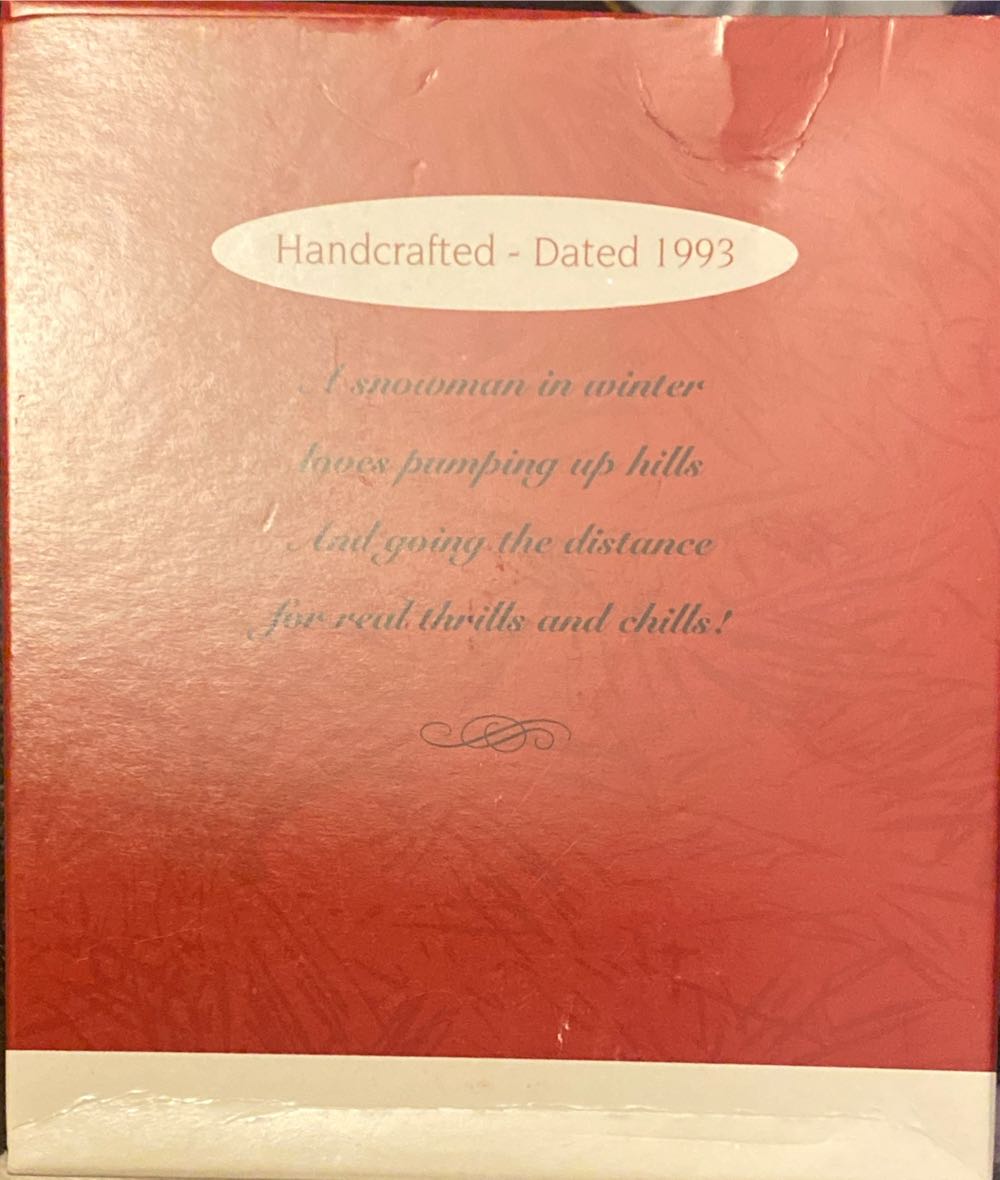 Handcrafted - Dated 1993
A snowman in winter
loves pumping up hills
And going the distance
for real thrills and chills!